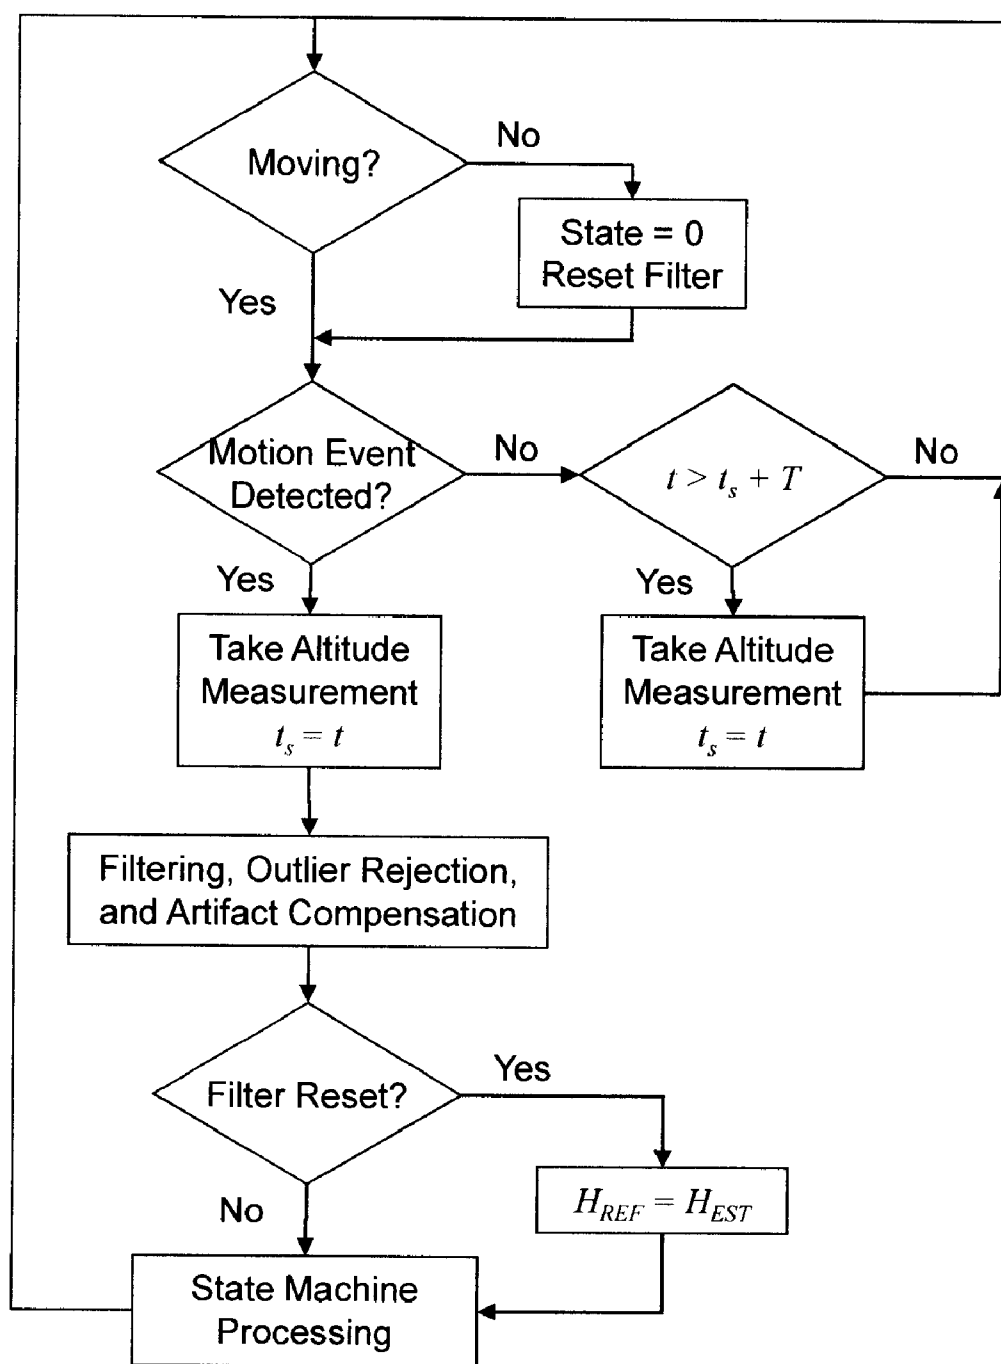 Moving?
No
State = 0
Reset Filter
Yes
Motion Event
Detected?
No
t > t_s + T
No
Yes
Take Altitude
Measurement
t_s = t
Yes
Take Altitude
Measurement
t_s = t
Filtering, Outlier Rejection,
and Artifact Compensation
Filter Reset?
Yes
H_REF = H_EST
No
State Machine
Processing